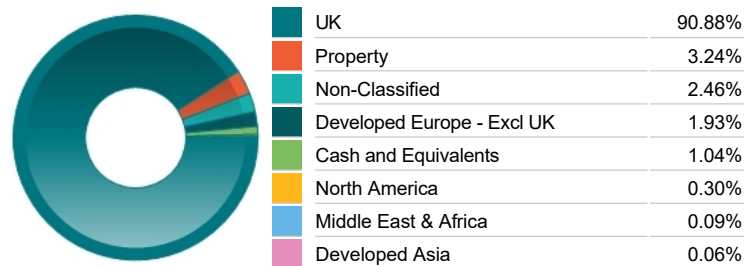 UK 90.88%
Property 3.24%
Non-Classified 2.46%
Developed Europe - Excl UK 1.93%
Cash and Equivalents 1.04%
North America 0.30%
Middle East & Africa 0.09%
Developed Asia 0.06%